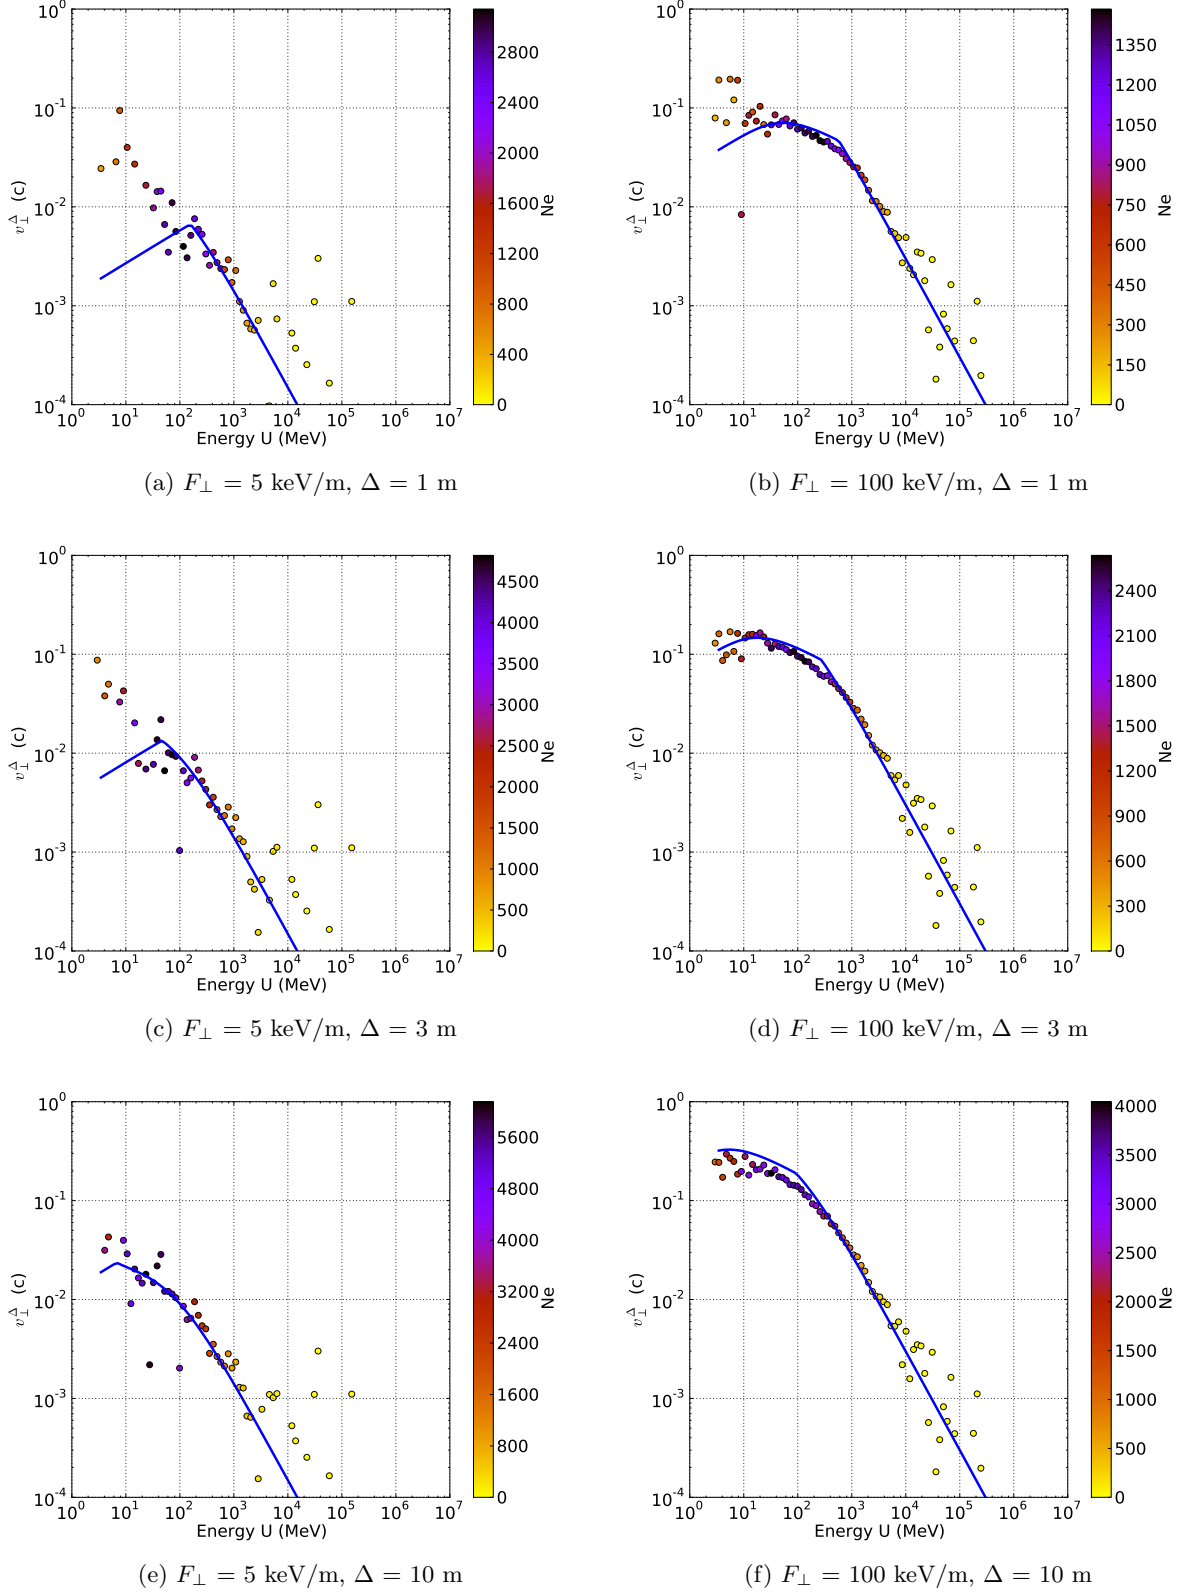 10^0
10^-1
10^-2
10^-3
10^-4
v_⊥^Δ (c)
10^0 10^1 10^2 10^3 10^4 10^5 10^6 10^7
Energy U (MeV)
2800
2400
2000
1600
1200
800
400
0
Ne
(a) F_⊥ = 5 keV/m, Δ = 1 m
10^0
10^-1
10^-2
10^-3
10^-4
v_⊥^Δ (c)
10^0 10^1 10^2 10^3 10^4 10^5 10^6 10^7
Energy U (MeV)
1350
1200
1050
900
750
600
450
300
150
0
Ne
(b) F_⊥ = 100 keV/m, Δ = 1 m
10^0
10^-1
10^-2
10^-3
10^-4
v_⊥^Δ (c)
10^0 10^1 10^2 10^3 10^4 10^5 10^6 10^7
Energy U (MeV)
4500
4000
3500
3000
2500
2000
1500
1000
500
0
Ne
(c) F_⊥ = 5 keV/m, Δ = 3 m
10^0
10^-1
10^-2
10^-3
10^-4
v_⊥^Δ (c)
10^0 10^1 10^2 10^3 10^4 10^5 10^6 10^7
Energy U (MeV)
2400
2100
1800
1500
1200
900
600
300
0
Ne
(d) F_⊥ = 100 keV/m, Δ = 3 m
10^0
10^-1
10^-2
10^-3
10^-4
v_⊥^Δ (c)
10^0 10^1 10^2 10^3 10^4 10^5 10^6 10^7
Energy U (MeV)
5600
4800
4000
3200
2400
1600
800
0
Ne
(e) F_⊥ = 5 keV/m, Δ = 10 m
10^0
10^-1
10^-2
10^-3
10^-4
v_⊥^Δ (c)
10^0 10^1 10^2 10^3 10^4 10^5 10^6 10^7
Energy U (MeV)
4000
3500
3000
2500
2000
1500
1000
500
0
Ne
(f) F_⊥ = 100 keV/m, Δ = 10 m